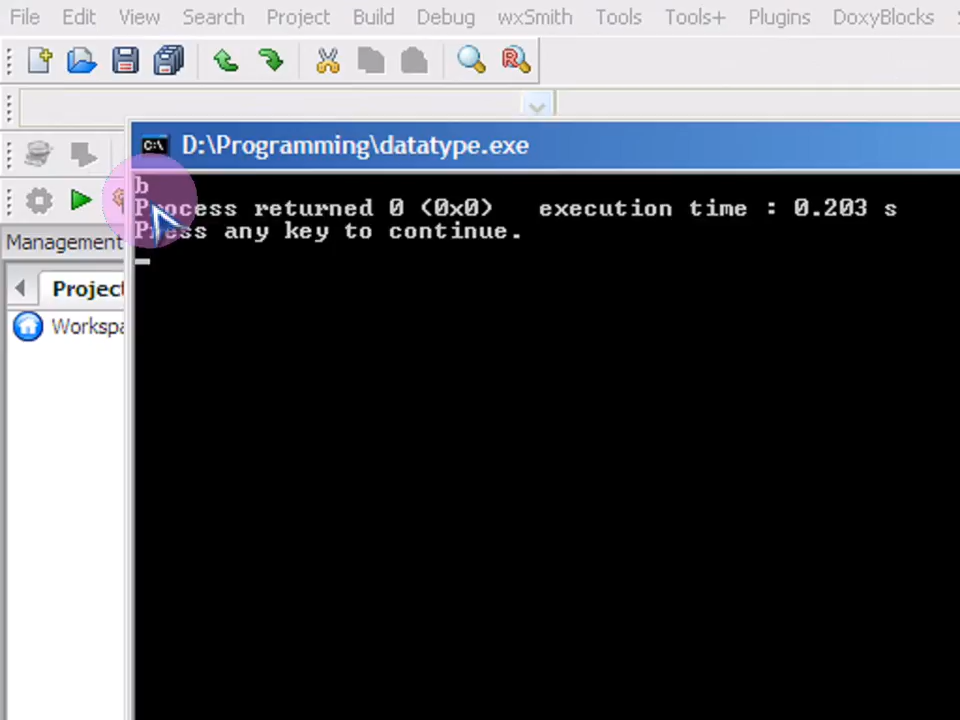 File Edit View Search Project Build Debug wxSmith Tools Tools+ Plugins DoxyBlocks
D:\Programming\datatype.exe
b
Process returned 0 (0x0)   execution time : 0.203 s
Press any key to continue.
Management
Project
Workspa